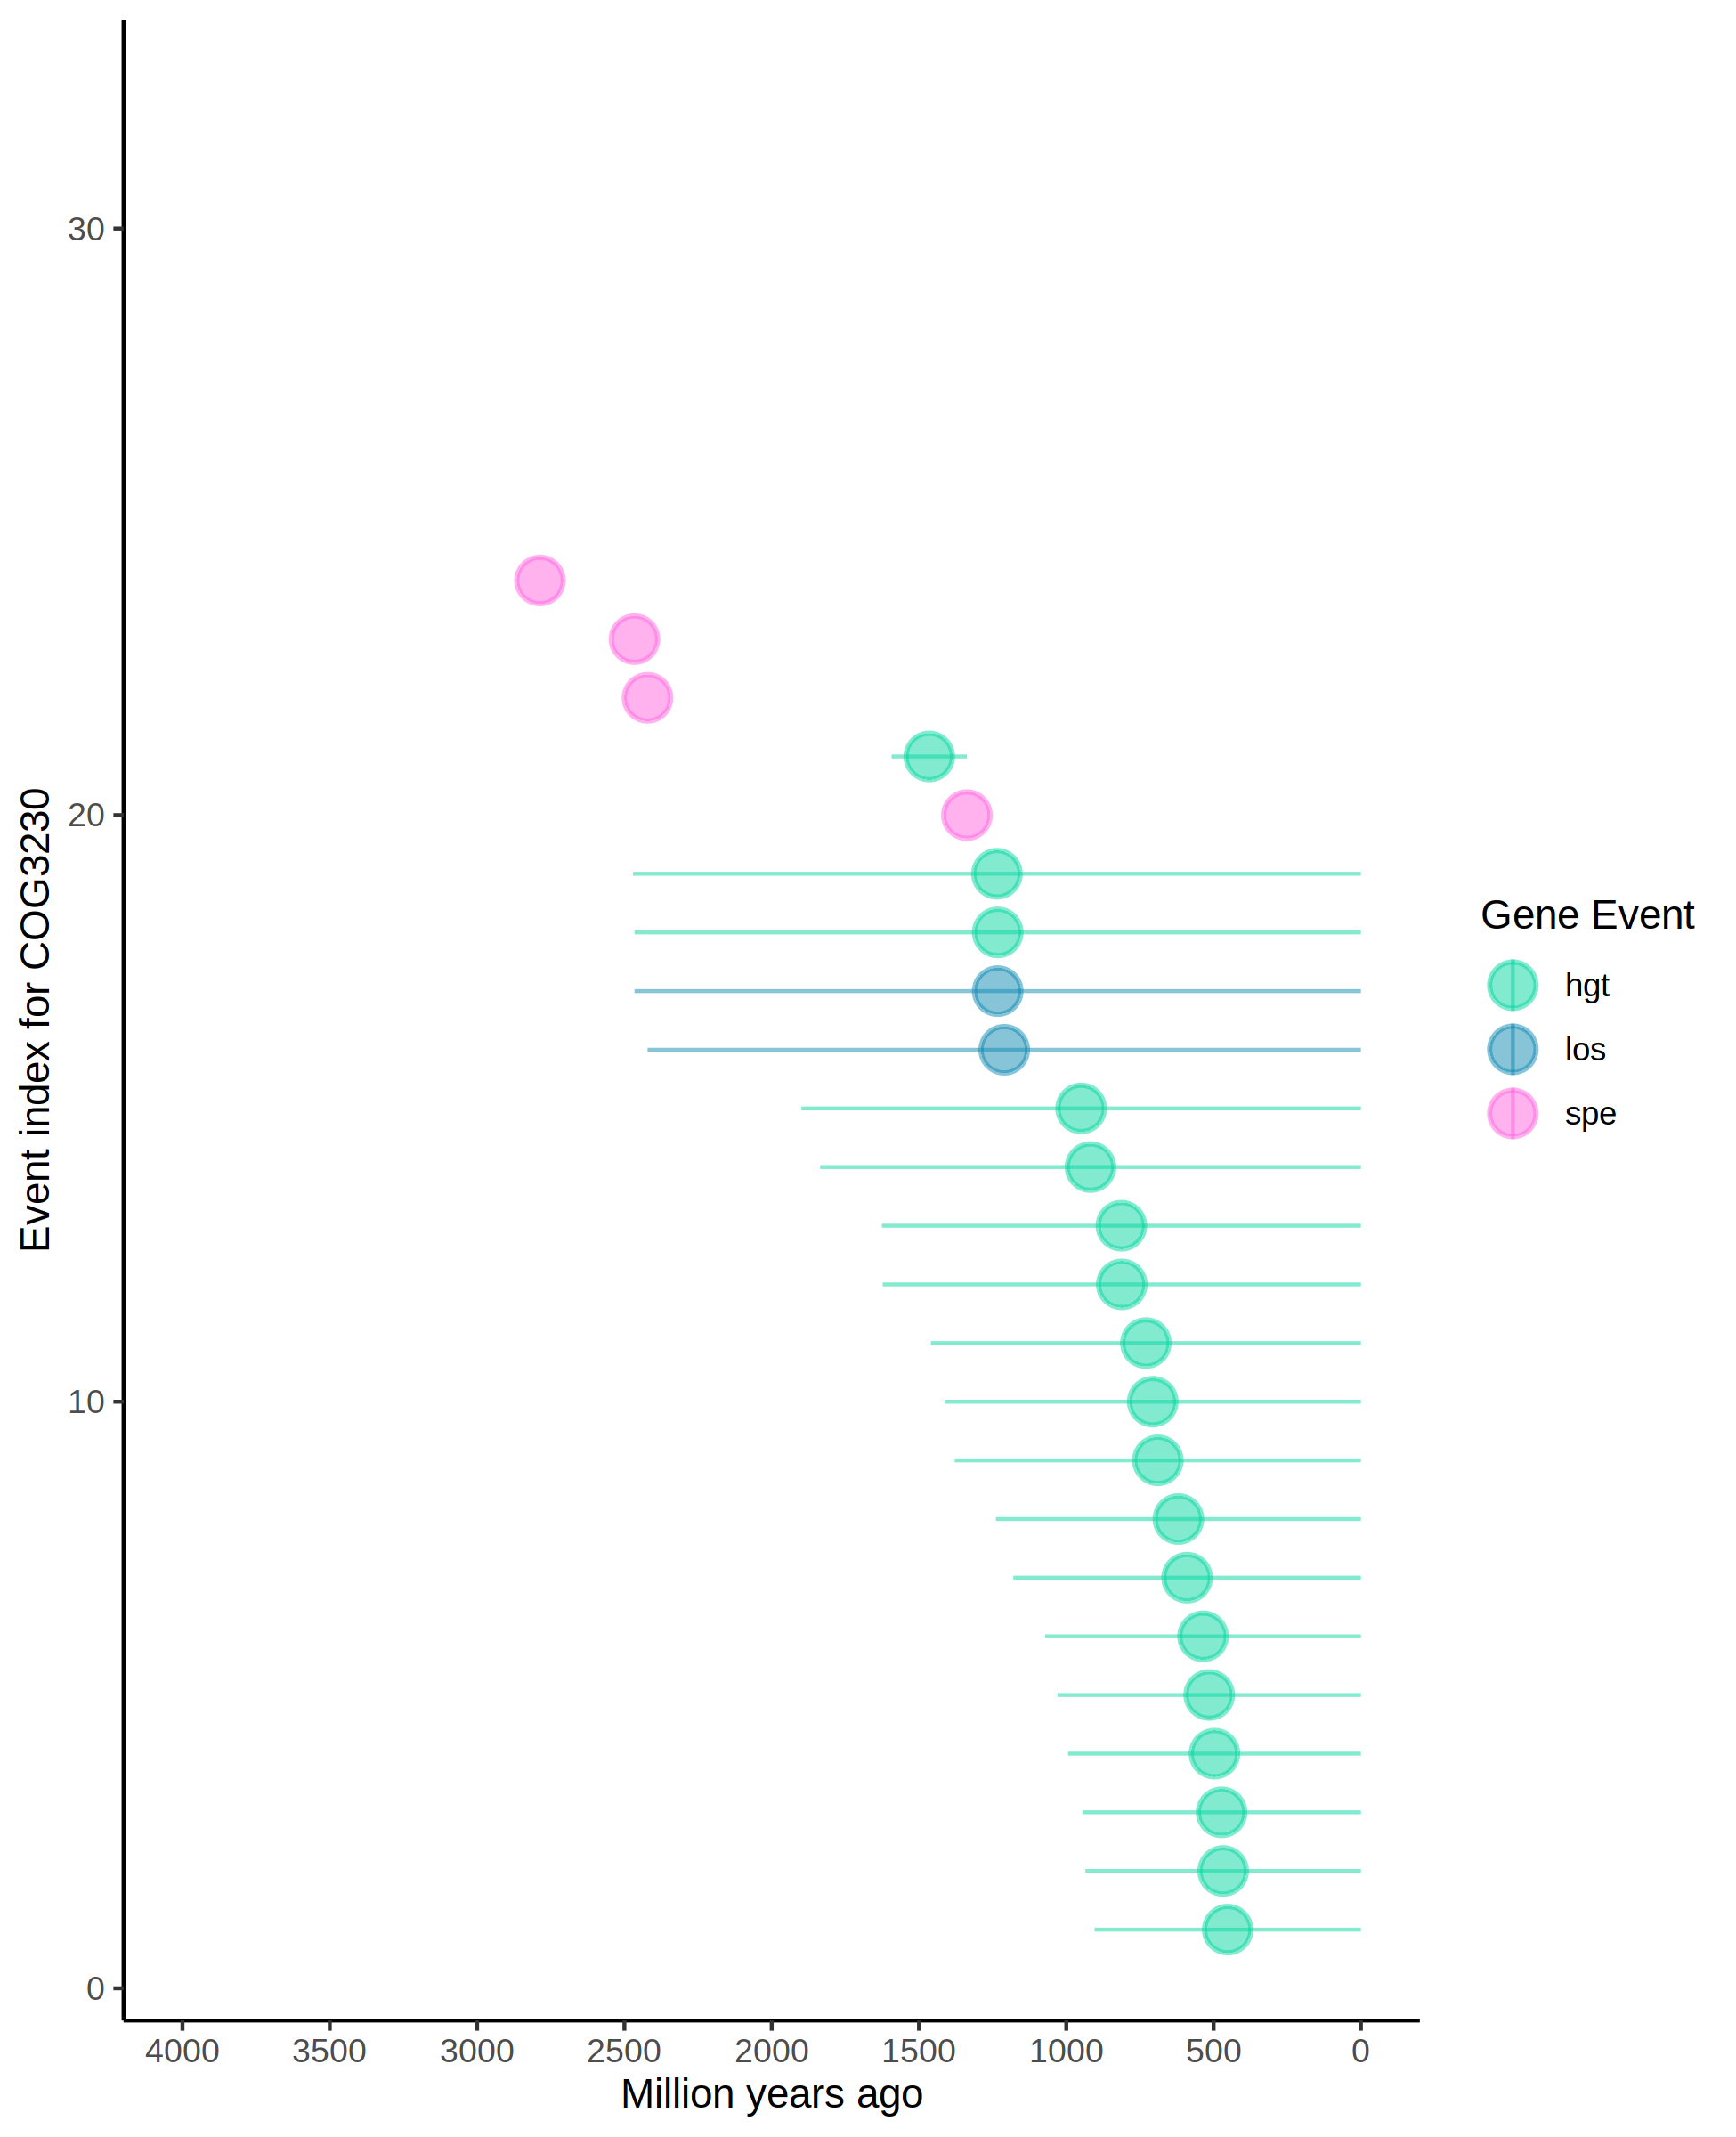 30
20
10
0
Event index for COG3230
4000 3500 3000 2500 2000 1500 1000 500 0
Million years ago
Gene Event
hgt
los
spe